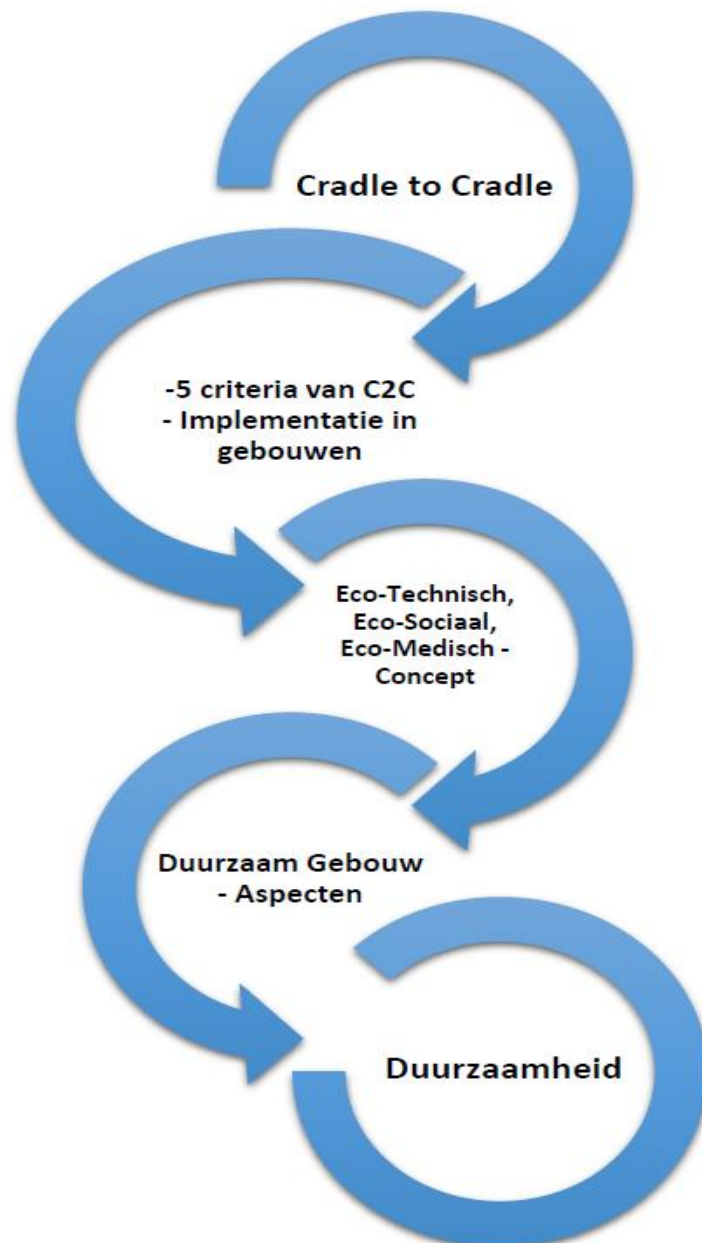 Cradle to Cradle
-5 criteria van C2C
- Implementatie in
gebouwen
Eco-Technisch,
Eco-Sociaal,
Eco-Medisch -
Concept
Duurzaam Gebouw
- Aspecten
Duurzaamheid